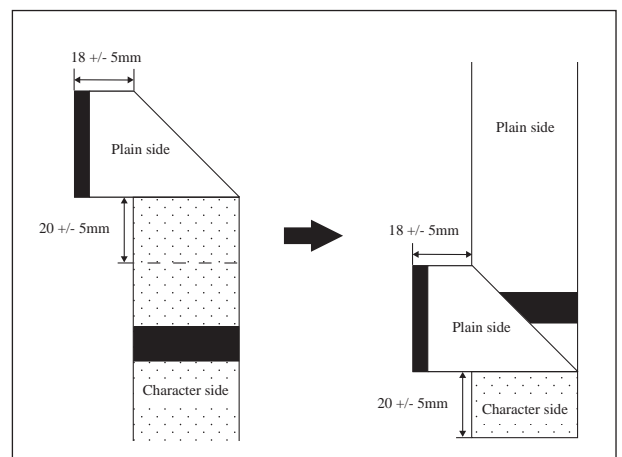 18 +/- 5mm
Plain side
20 +/- 5mm
Character side
Plain side
18 +/- 5mm
Plain side
20 +/- 5mm
Character side